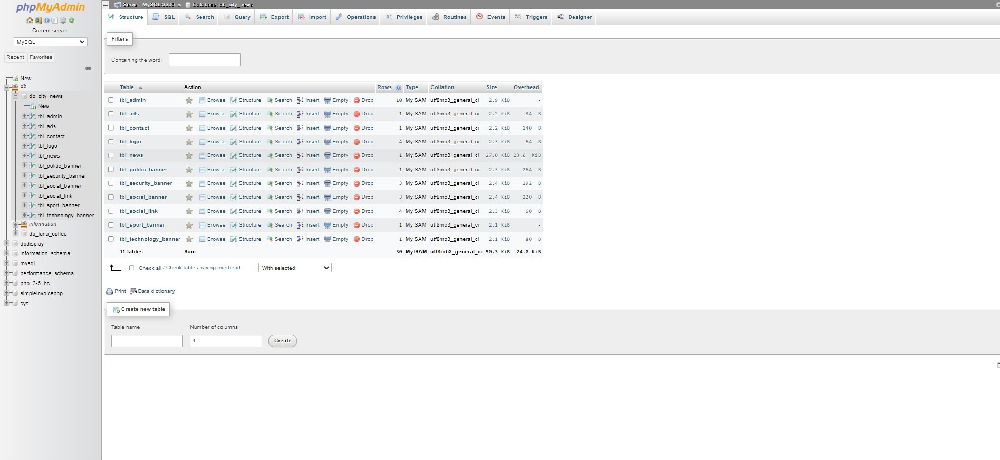 phpMyAdmin
Current server:
MySQL
Recent Favorites
New
db
db_city_news
New
tbl_admin
tbl_ads
tbl_contact
tbl_logo
tbl_news
tbl_politic_banner
tbl_security_banner
tbl_social_banner
tbl_social_link
tbl_sport_banner
tbl_technology_banner
information
db_luna_coffee
dbdisplay
information_schema
mysql
performance_schema
php_3-5_bc
simpleinvoicephp
sys
Server: MySQL:3306 » Database: db_city_news
Structure SQL Search Query Export Import Operations Privileges Routines Events Triggers Designer
Filters
Containing the word:
Table Action Rows Type Collation Size Overhead
tbl_admin Browse Structure Search Insert Empty Drop 10 MyISAM utf8mb3_general_ci 2.9 KiB -
tbl_ads Browse Structure Search Insert Empty Drop 1 MyISAM utf8mb3_general_ci 2.2 KiB 84 B
tbl_contact Browse Structure Search Insert Empty Drop 1 MyISAM utf8mb3_general_ci 2.2 KiB 140 B
tbl_logo Browse Structure Search Insert Empty Drop 4 MyISAM utf8mb3_general_ci 2.3 KiB 64 B
tbl_news Browse Structure Search Insert Empty Drop 1 MyISAM utf8mb3_general_ci 27.0 KiB 23.0 KiB
tbl_politic_banner Browse Structure Search Insert Empty Drop 1 MyISAM utf8mb3_general_ci 2.3 KiB 264 B
tbl_security_banner Browse Structure Search Insert Empty Drop 3 MyISAM utf8mb3_general_ci 2.4 KiB 192 B
tbl_social_banner Browse Structure Search Insert Empty Drop 3 MyISAM utf8mb3_general_ci 2.4 KiB 220 B
tbl_social_link Browse Structure Search Insert Empty Drop 4 MyISAM utf8mb3_general_ci 2.3 KiB 60 B
tbl_sport_banner Browse Structure Search Insert Empty Drop 1 MyISAM utf8mb3_general_ci 2.1 KiB -
tbl_technology_banner Browse Structure Search Insert Empty Drop 1 MyISAM utf8mb3_general_ci 2.1 KiB 80 B
11 tables Sum 30 MyISAM utf8mb3_general_ci 50.3 KiB 24.0 KiB
Check all / Check tables having overhead With selected:
Print Data dictionary
Create new table
Table name Number of columns
4 Create